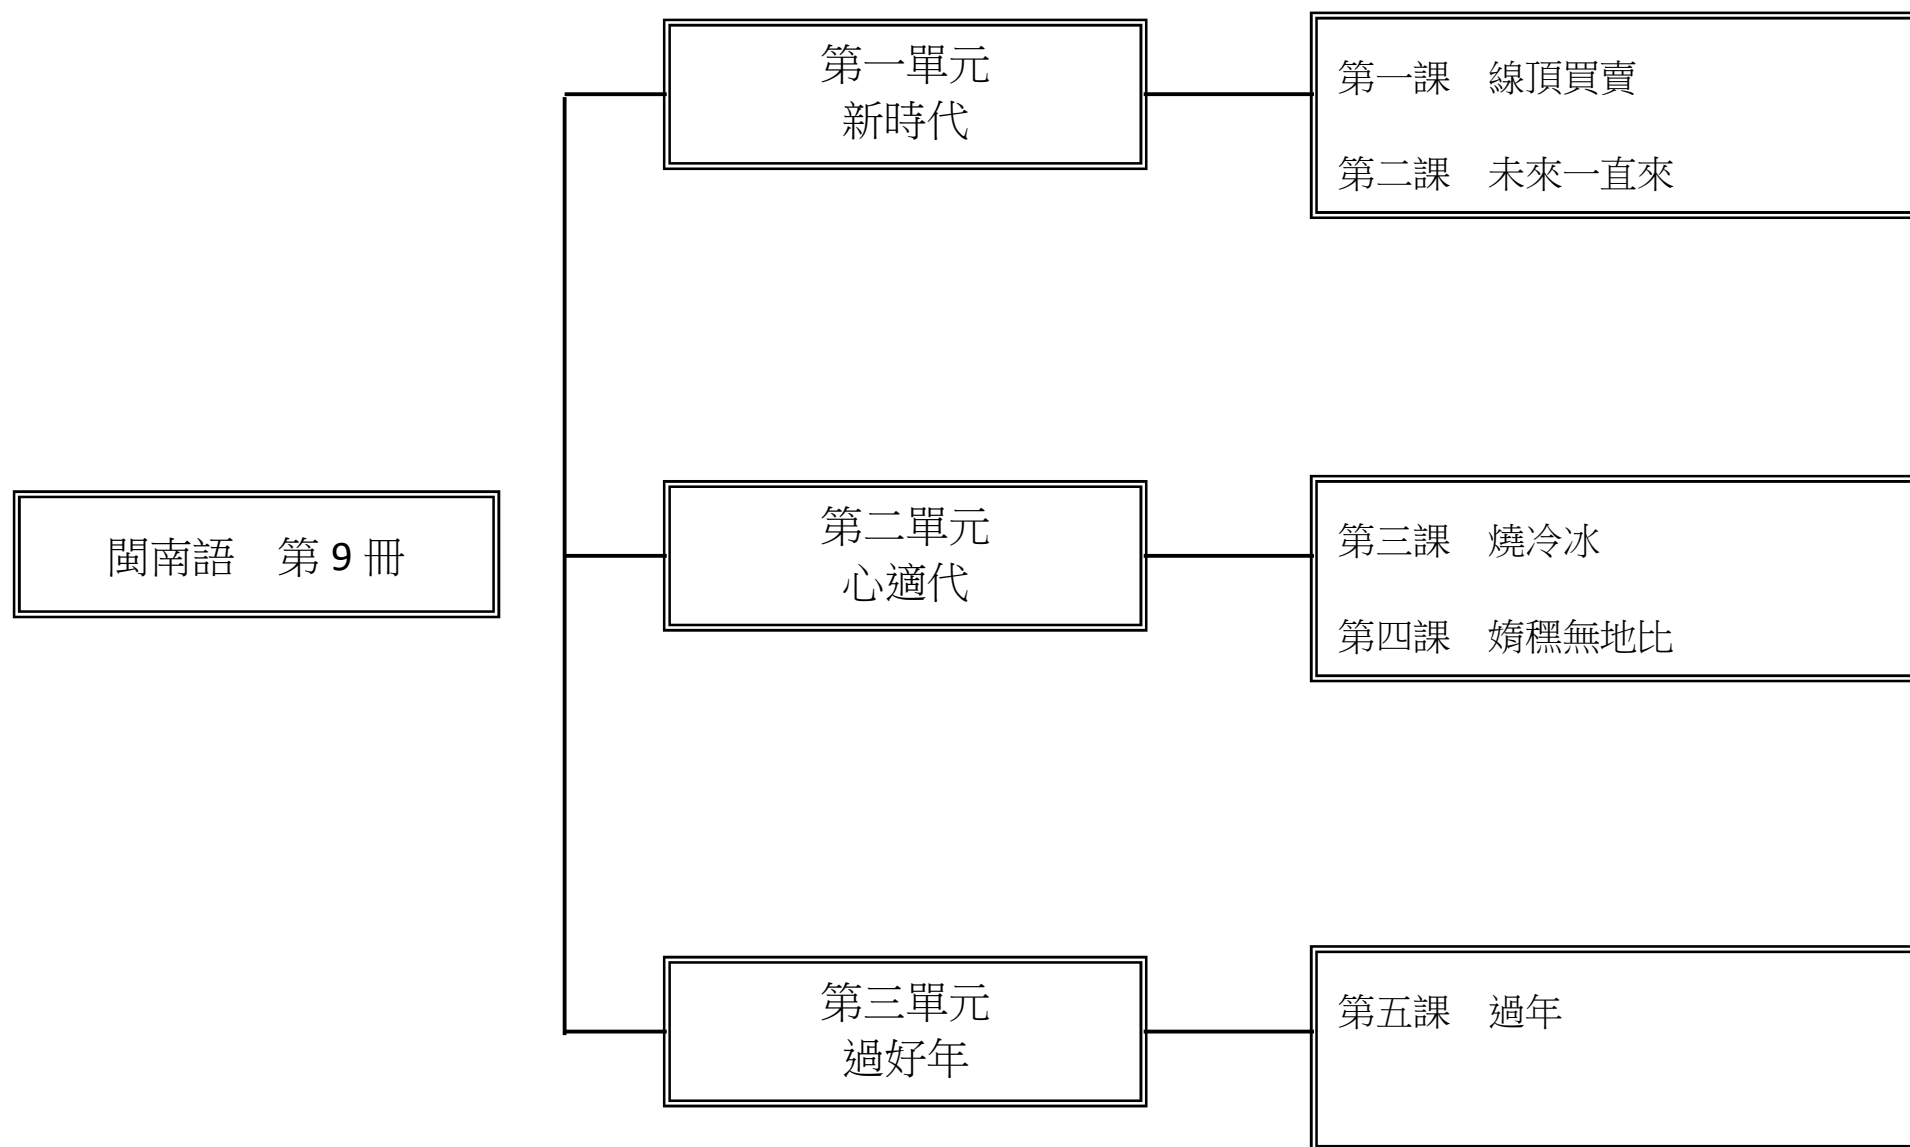 閩南語　第 9 冊
第一單元
新時代
第一課　線頂買賣
第二課　未來一直來
第二單元
心適代
第三課　燒冷冰
第四課　媠穤無地比
第三單元
過好年
第五課　過年